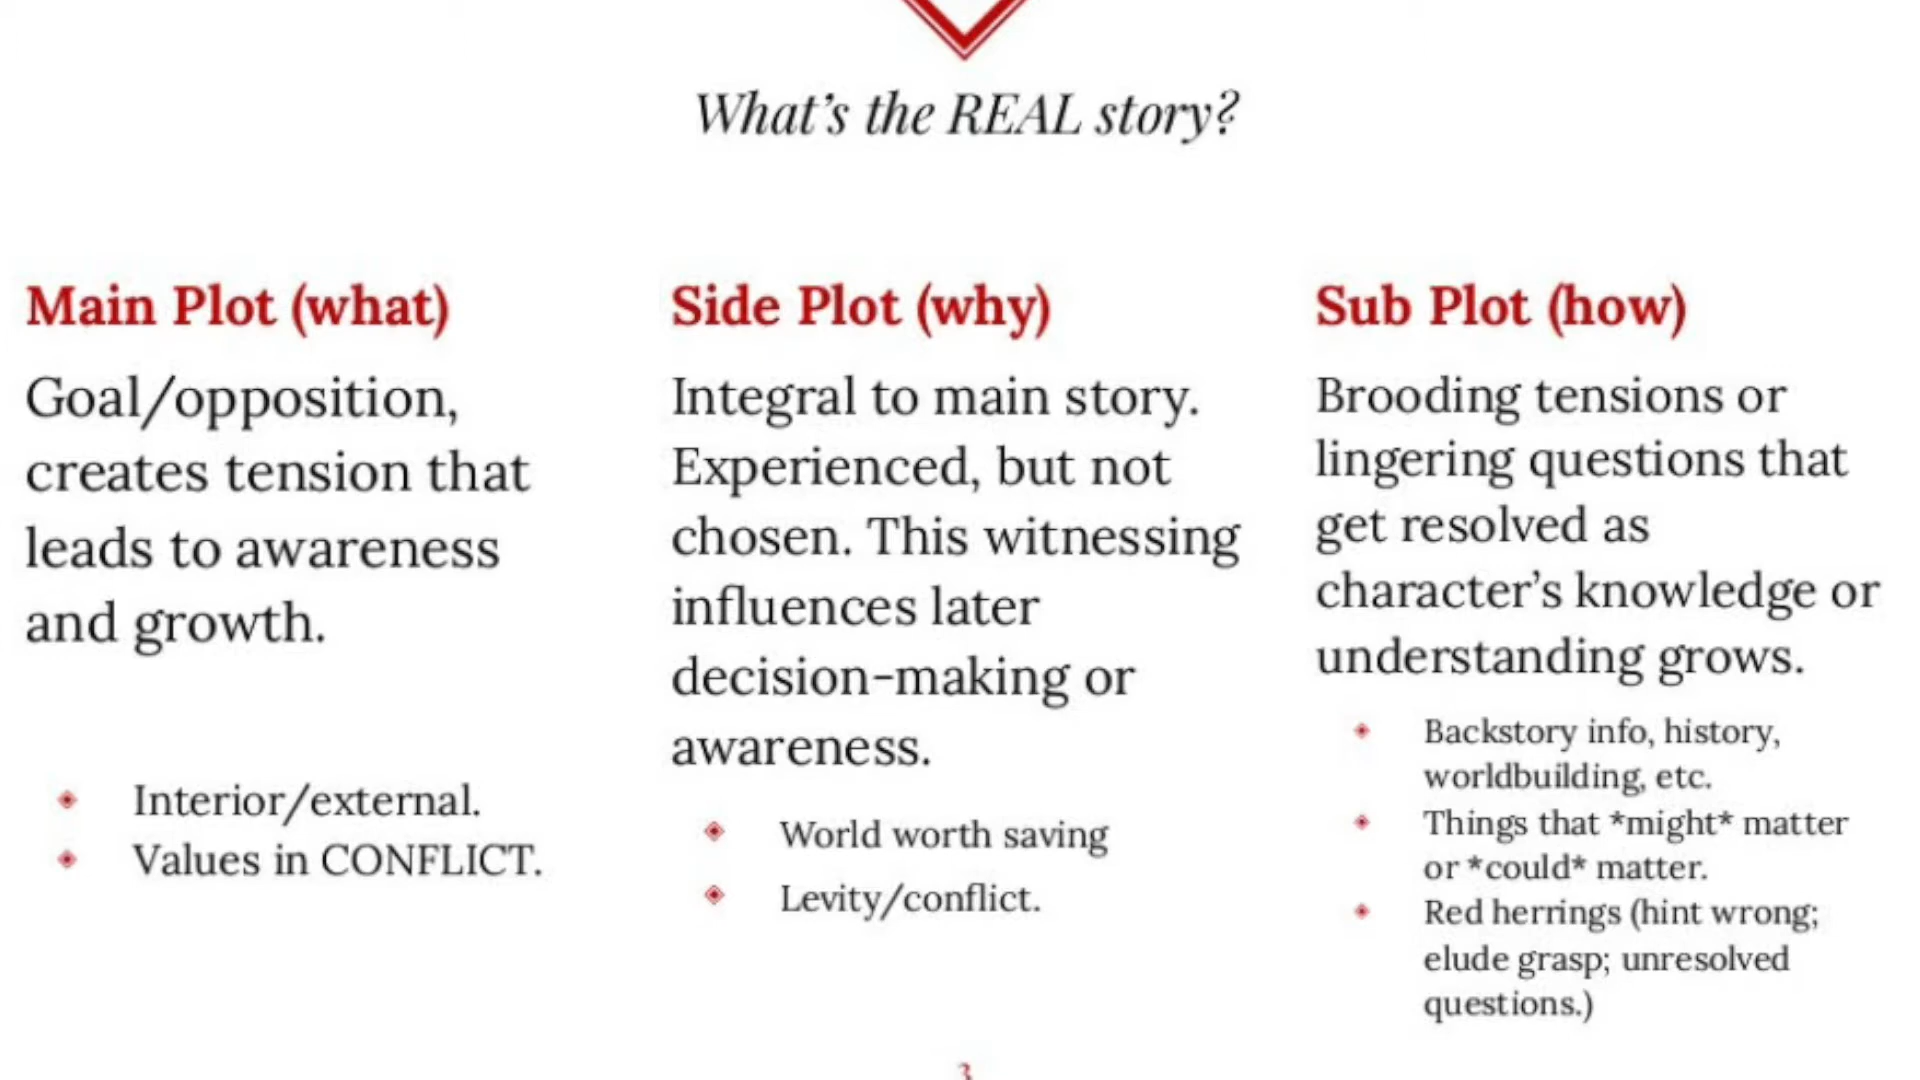 What's the REAL story?
Main Plot (what)
Goal/opposition,
creates tension that
leads to awareness
and growth.
Interior/external.
Values in CONFLICT.
Side Plot (why)
Integral to main story.
Experienced, but not
chosen. This witnessing
influences later
decision-making or
awareness.
World worth saving
Levity/conflict.
Sub Plot (how)
Brooding tensions or
lingering questions that
get resolved as
character's knowledge or
understanding grows.
Backstory info, history,
worldbuilding, etc.
Things that *might* matter
or *could* matter.
Red herrings (hint wrong;
elude grasp; unresolved
questions.)
3